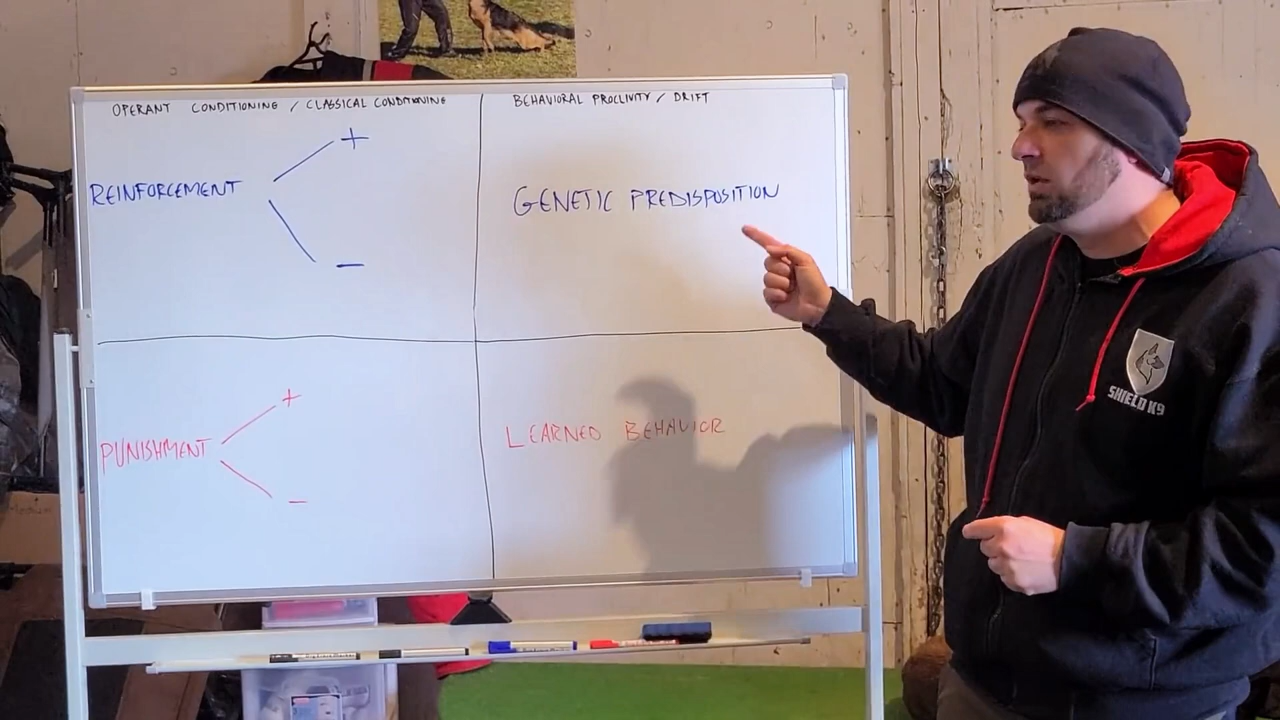 OPERANT CONDITIONING / CLASSICAL CONDITIONING
BEHAVIORAL PROCLIVITY / DRIFT
+
REINFORCEMENT
–
GENETIC PREDISPOSITION
+
PUNISHMENT
–
LEARNED BEHAVIOR
SHIELD K9